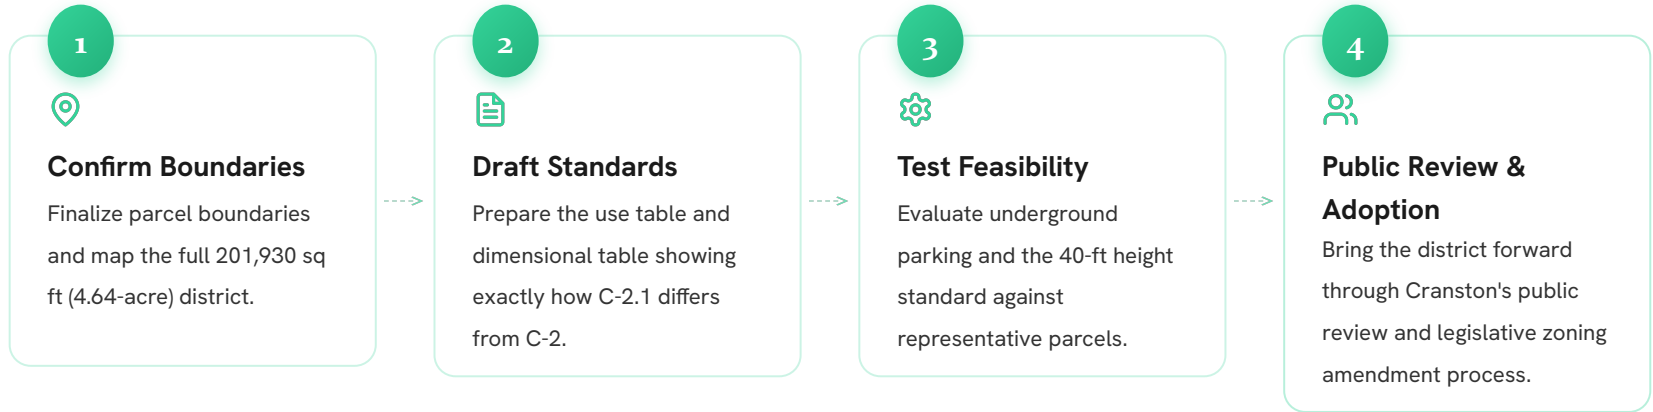 1
Confirm Boundaries
Finalize parcel boundaries
and map the full 201,930 sq
ft (4.64-acre) district.
2
Draft Standards
Prepare the use table and
dimensional table showing
exactly how C-2.1 differs
from C-2.
3
Test Feasibility
Evaluate underground
parking and the 40-ft height
standard against
representative parcels.
4
Public Review &
Adoption
Bring the district forward
through Cranston's public
review and legislative zoning
amendment process.